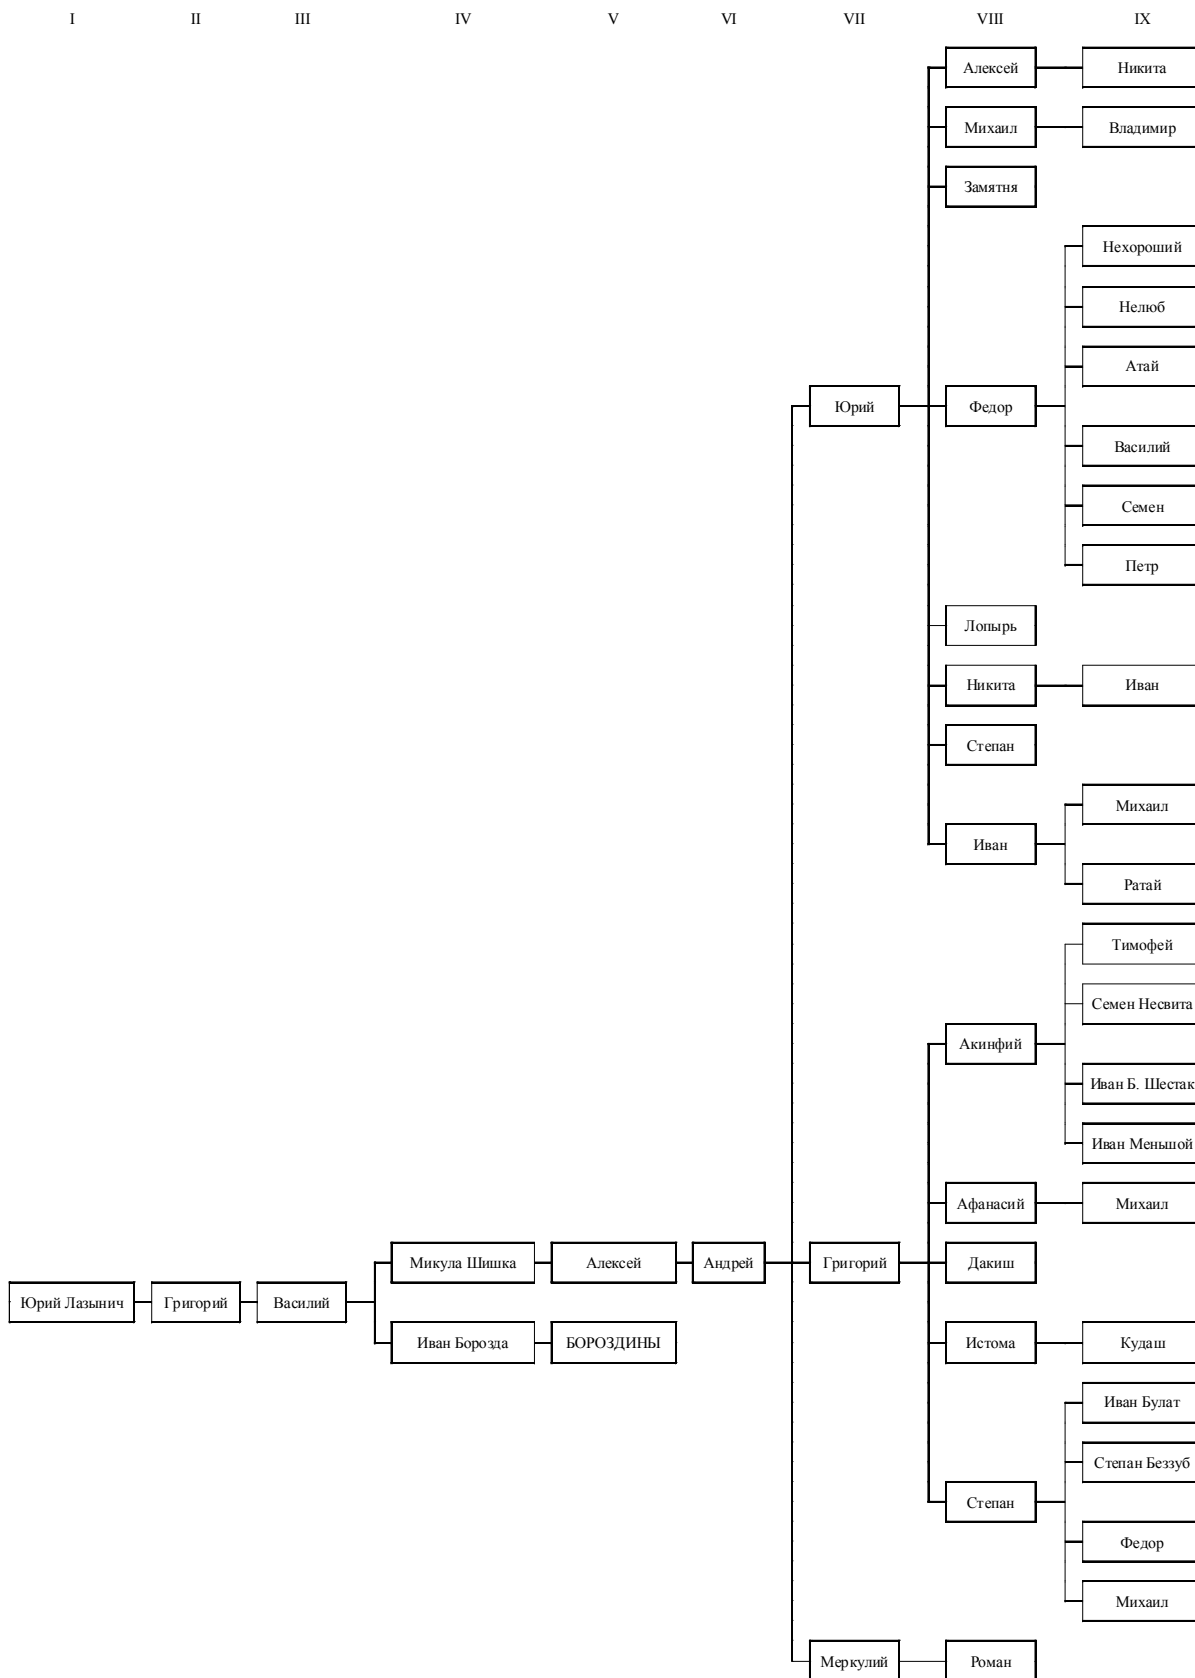 I II III IV V VI VII VIII IX
Алексей Никита
Михаил Владимир
Замятня
Нехороший
Нелюб
Атай
Юрий Федор
Василий
Семен
Петр
Лопырь
Никита Иван
Степан
Михаил
Иван
Ратай
Тимофей
Семен Несвита
Акинфий
Иван Б. Шестак
Иван Меньшой
Афанасий Михаил
Микула Шишка Алексей Андрей Григорий Дакиш
Юрий Лазынич Григорий Василий
Иван Борозда БОРОЗДИНЫ Истома Кудаш
Иван Булат
Степан Беззуб
Степан
Федор
Михаил
Меркулий Роман